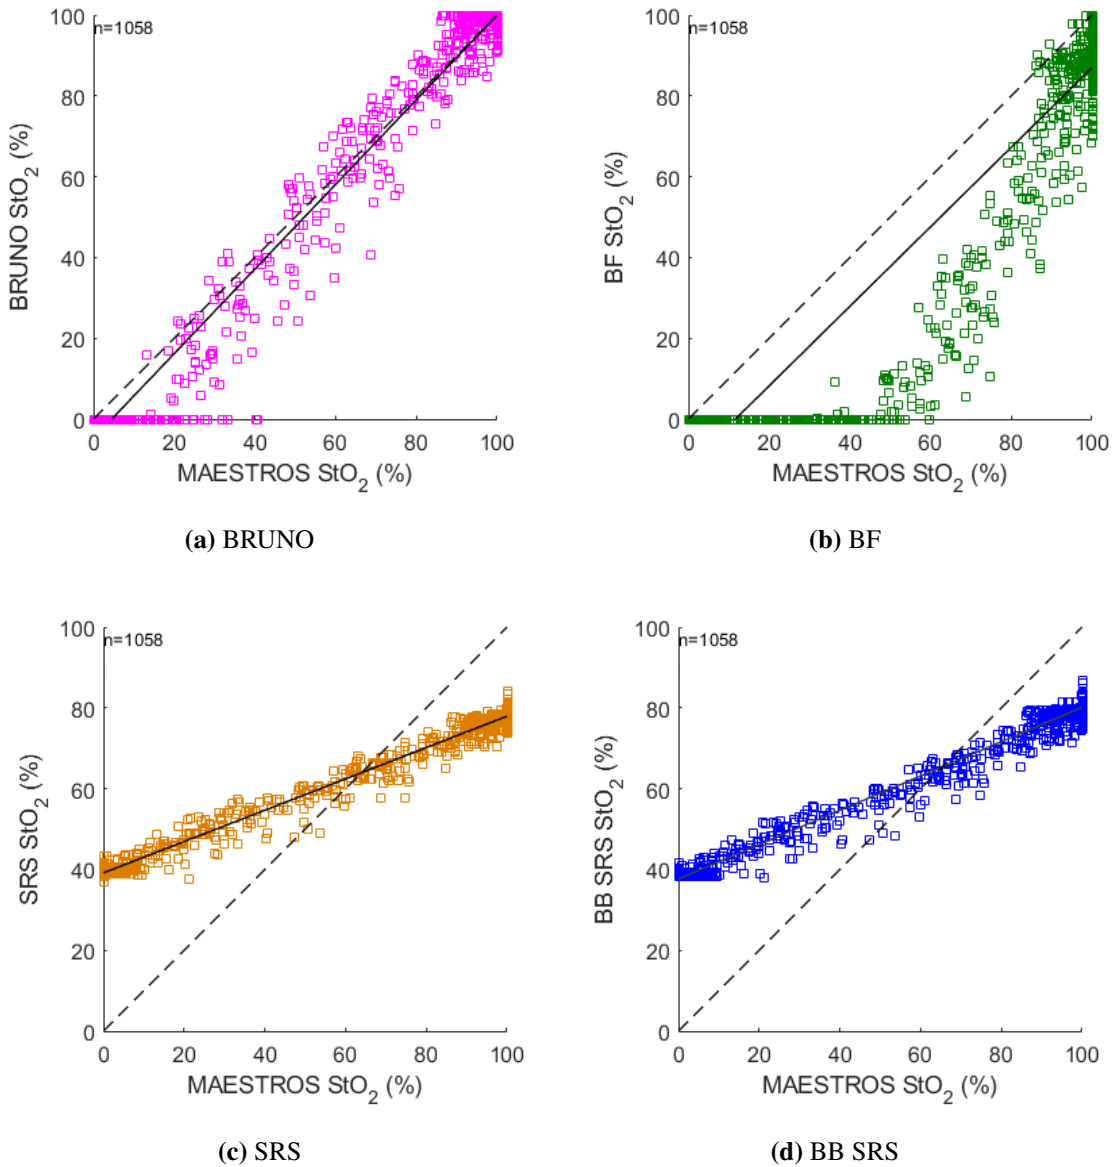 n=1058
100
80
60
40
20
0
BRUNO StO2 (%)
0 20 40 60 80 100
MAESTROS StO2 (%)
(a) BRUNO
n=1058
100
80
60
40
20
0
BF StO2 (%)
0 20 40 60 80 100
MAESTROS StO2 (%)
(b) BF
n=1058
100
80
60
40
20
0
SRS StO2 (%)
0 20 40 60 80 100
MAESTROS StO2 (%)
(c) SRS
n=1058
100
80
60
40
20
0
BB SRS StO2 (%)
0 20 40 60 80 100
MAESTROS StO2 (%)
(d) BB SRS